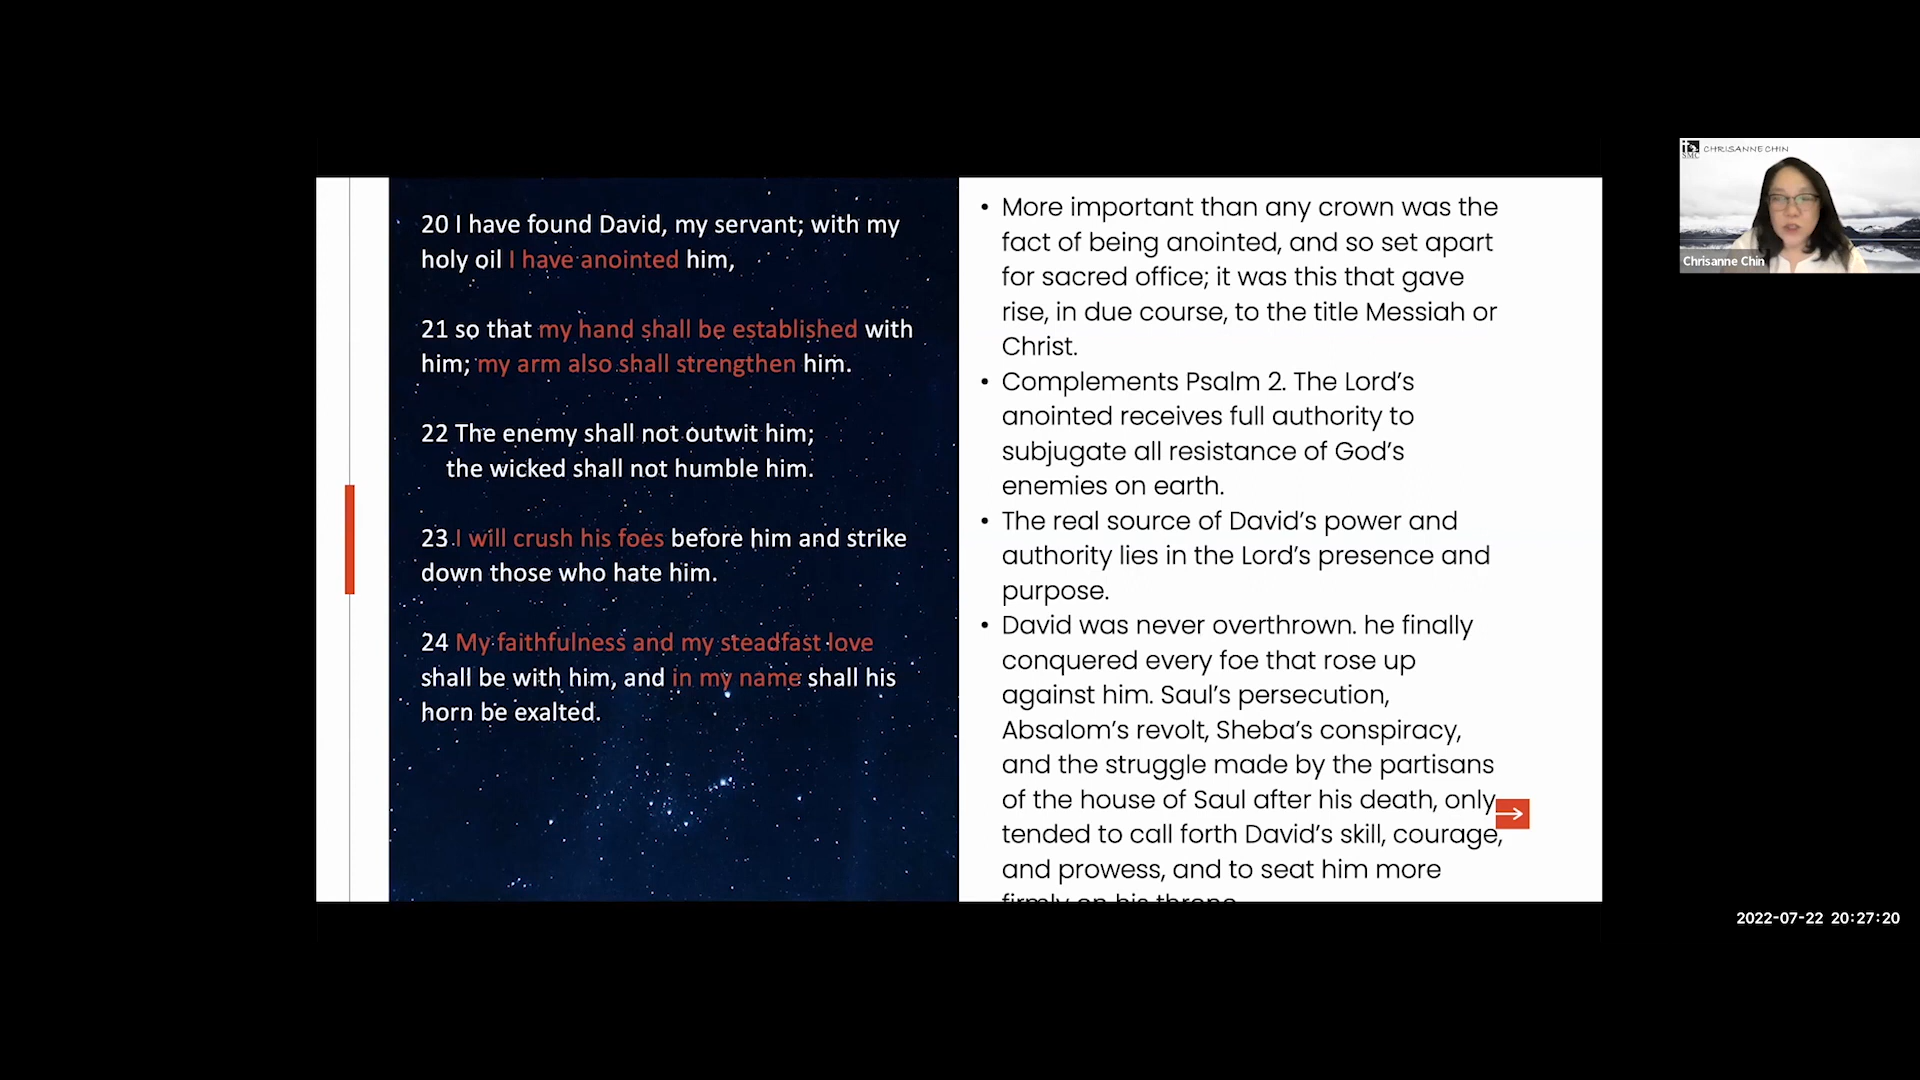 20 I have found David, my servant; with my
holy oil I have anointed him,
21 so that my hand shall be established with
him; my arm also shall strengthen him.
22 The enemy shall not outwit him;
the wicked shall not humble him.
23 I will crush his foes before him and strike
down those who hate him.
24 My faithfulness and my steadfast love
shall be with him, and in my name shall his
horn be exalted.
• More important than any crown was the
fact of being anointed, and so set apart
for sacred office; it was this that gave
rise, in due course, to the title Messiah or
Christ.
• Complements Psalm 2. The Lord’s
anointed receives full authority to
subjugate all resistance of God’s
enemies on earth.
• The real source of David’s power and
authority lies in the Lord’s presence and
purpose.
• David was never overthrown. he finally
conquered every foe that rose up
against him. Saul’s persecution,
Absalom’s revolt, Sheba’s conspiracy,
and the struggle made by the partisans
of the house of Saul after his death, only
tended to call forth David’s skill, courage,
and prowess, and to seat him more
firmly on his throne
SMC
CHRISANNE CHIN
Chrisanne Chin
2022-07-22 20:27:20